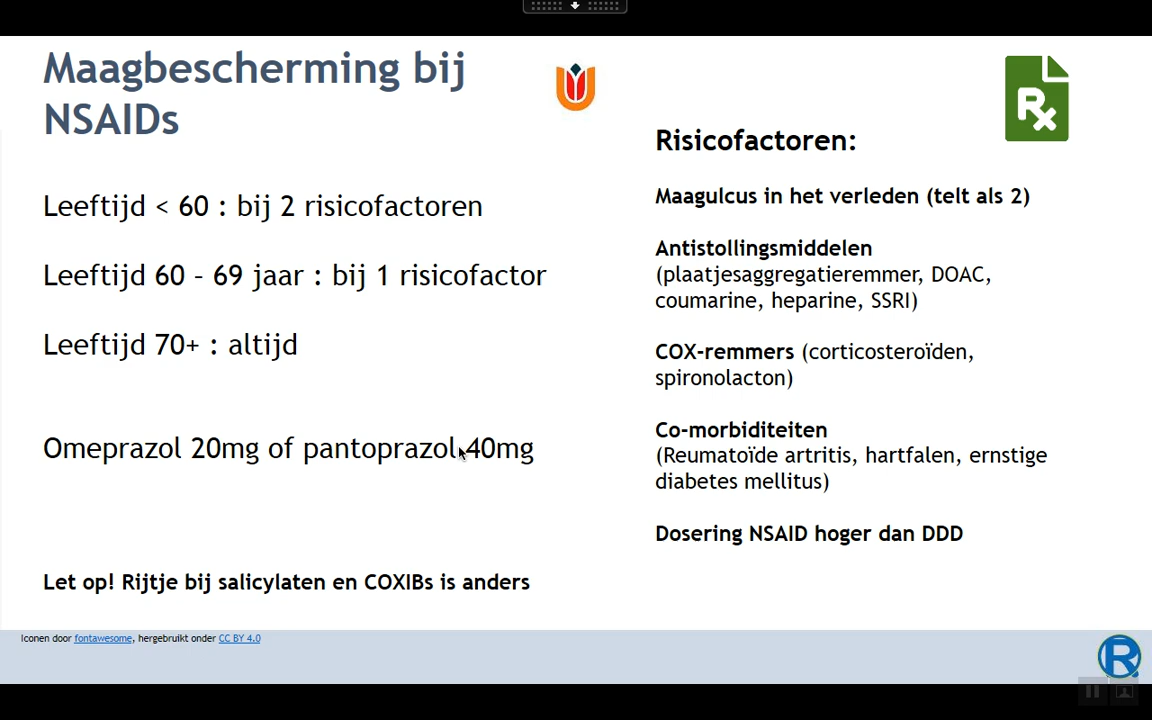 Maagbescherming bij
NSAIDs
Leeftijd < 60 : bij 2 risicofactoren
Leeftijd 60 – 69 jaar : bij 1 risicofactor
Leeftijd 70+ : altijd
Omeprazol 20mg of pantoprazol 40mg
Let op! Rijtje bij salicylaten en COXIBs is anders
Rx
Risicofactoren:
Maagulcus in het verleden (telt als 2)
Antistollingsmiddelen
(plaatjesaggregatieremmer, DOAC,
coumarine, heparine, SSRI)
COX-remmers (corticosteroïden,
spironolacton)
Co-morbiditeiten
(Reumatoïde artritis, hartfalen, ernstige
diabetes mellitus)
Dosering NSAID hoger dan DDD
Iconen door fontawesome, hergebruikt onder CC BY 4.0
R